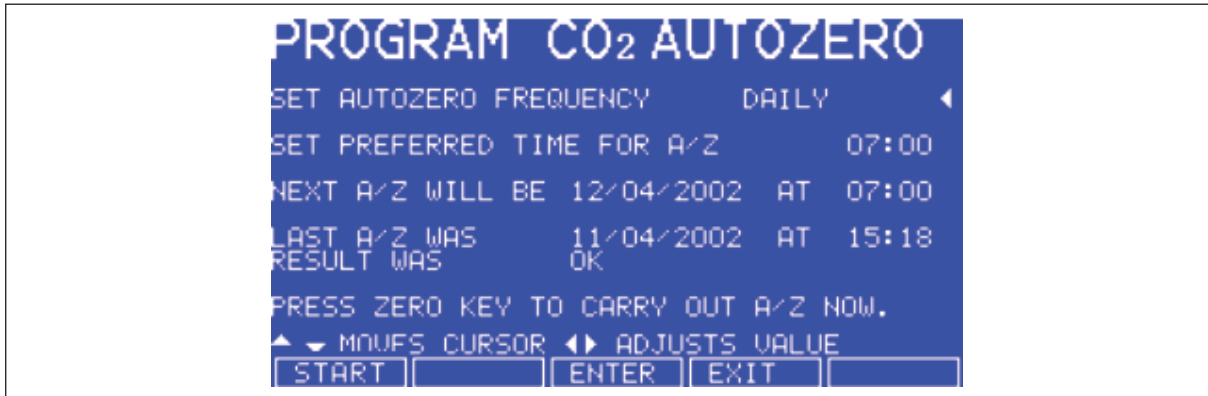 PROGRAM CO2 AUTOZERO
SET AUTOZERO FREQUENCY DAILY
SET PREFERRED TIME FOR A/Z 07:00
NEXT A/Z WILL BE 12/04/2002 AT 07:00
LAST A/Z WAS 11/04/2002 AT 15:18
RESULT WAS OK
PRESS ZERO KEY TO CARRY OUT A/Z NOW.
MOVES CURSOR ADJUSTS VALUE
START ENTER EXIT